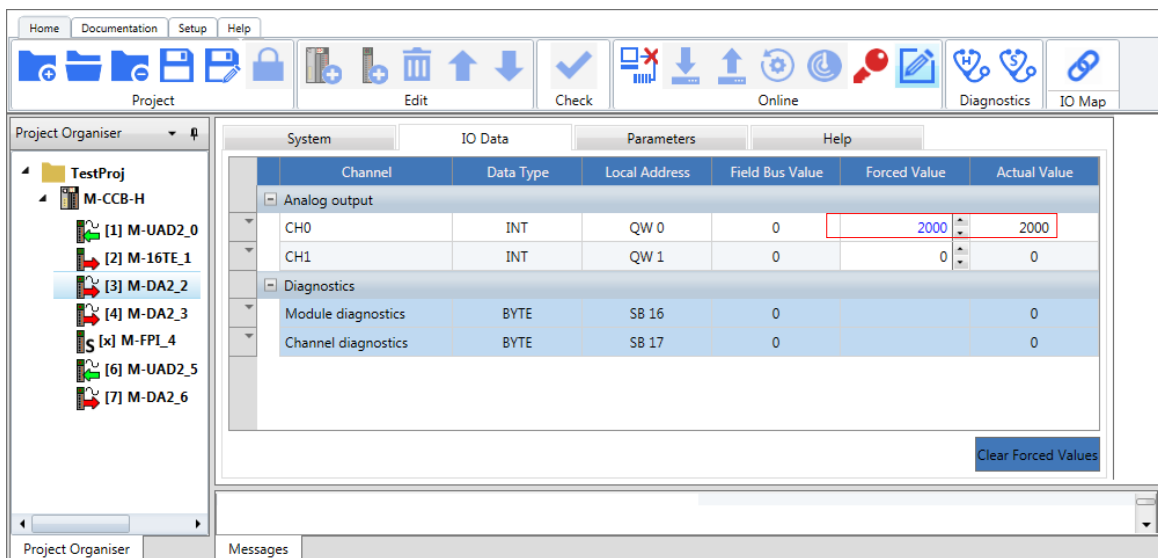 Home Documentation Setup Help
Project Edit Check Online Diagnostics IO Map
Project Organiser
TestProj
M-CCB-H
[1] M-UAD2_0
[2] M-16TE_1
[3] M-DA2_2
[4] M-DA2_3
S [x] M-FPI_4
[6] M-UAD2_5
[7] M-DA2_6
Project Organiser
System IO Data Parameters Help
Channel Data Type Local Address Field Bus Value Forced Value Actual Value
Analog output
CH0 INT QW 0 0 2000 2000
CH1 INT QW 1 0 0 0
Diagnostics
Module diagnostics BYTE SB 16 0 0
Channel diagnostics BYTE SB 17 0 0
Clear Forced Values
Messages